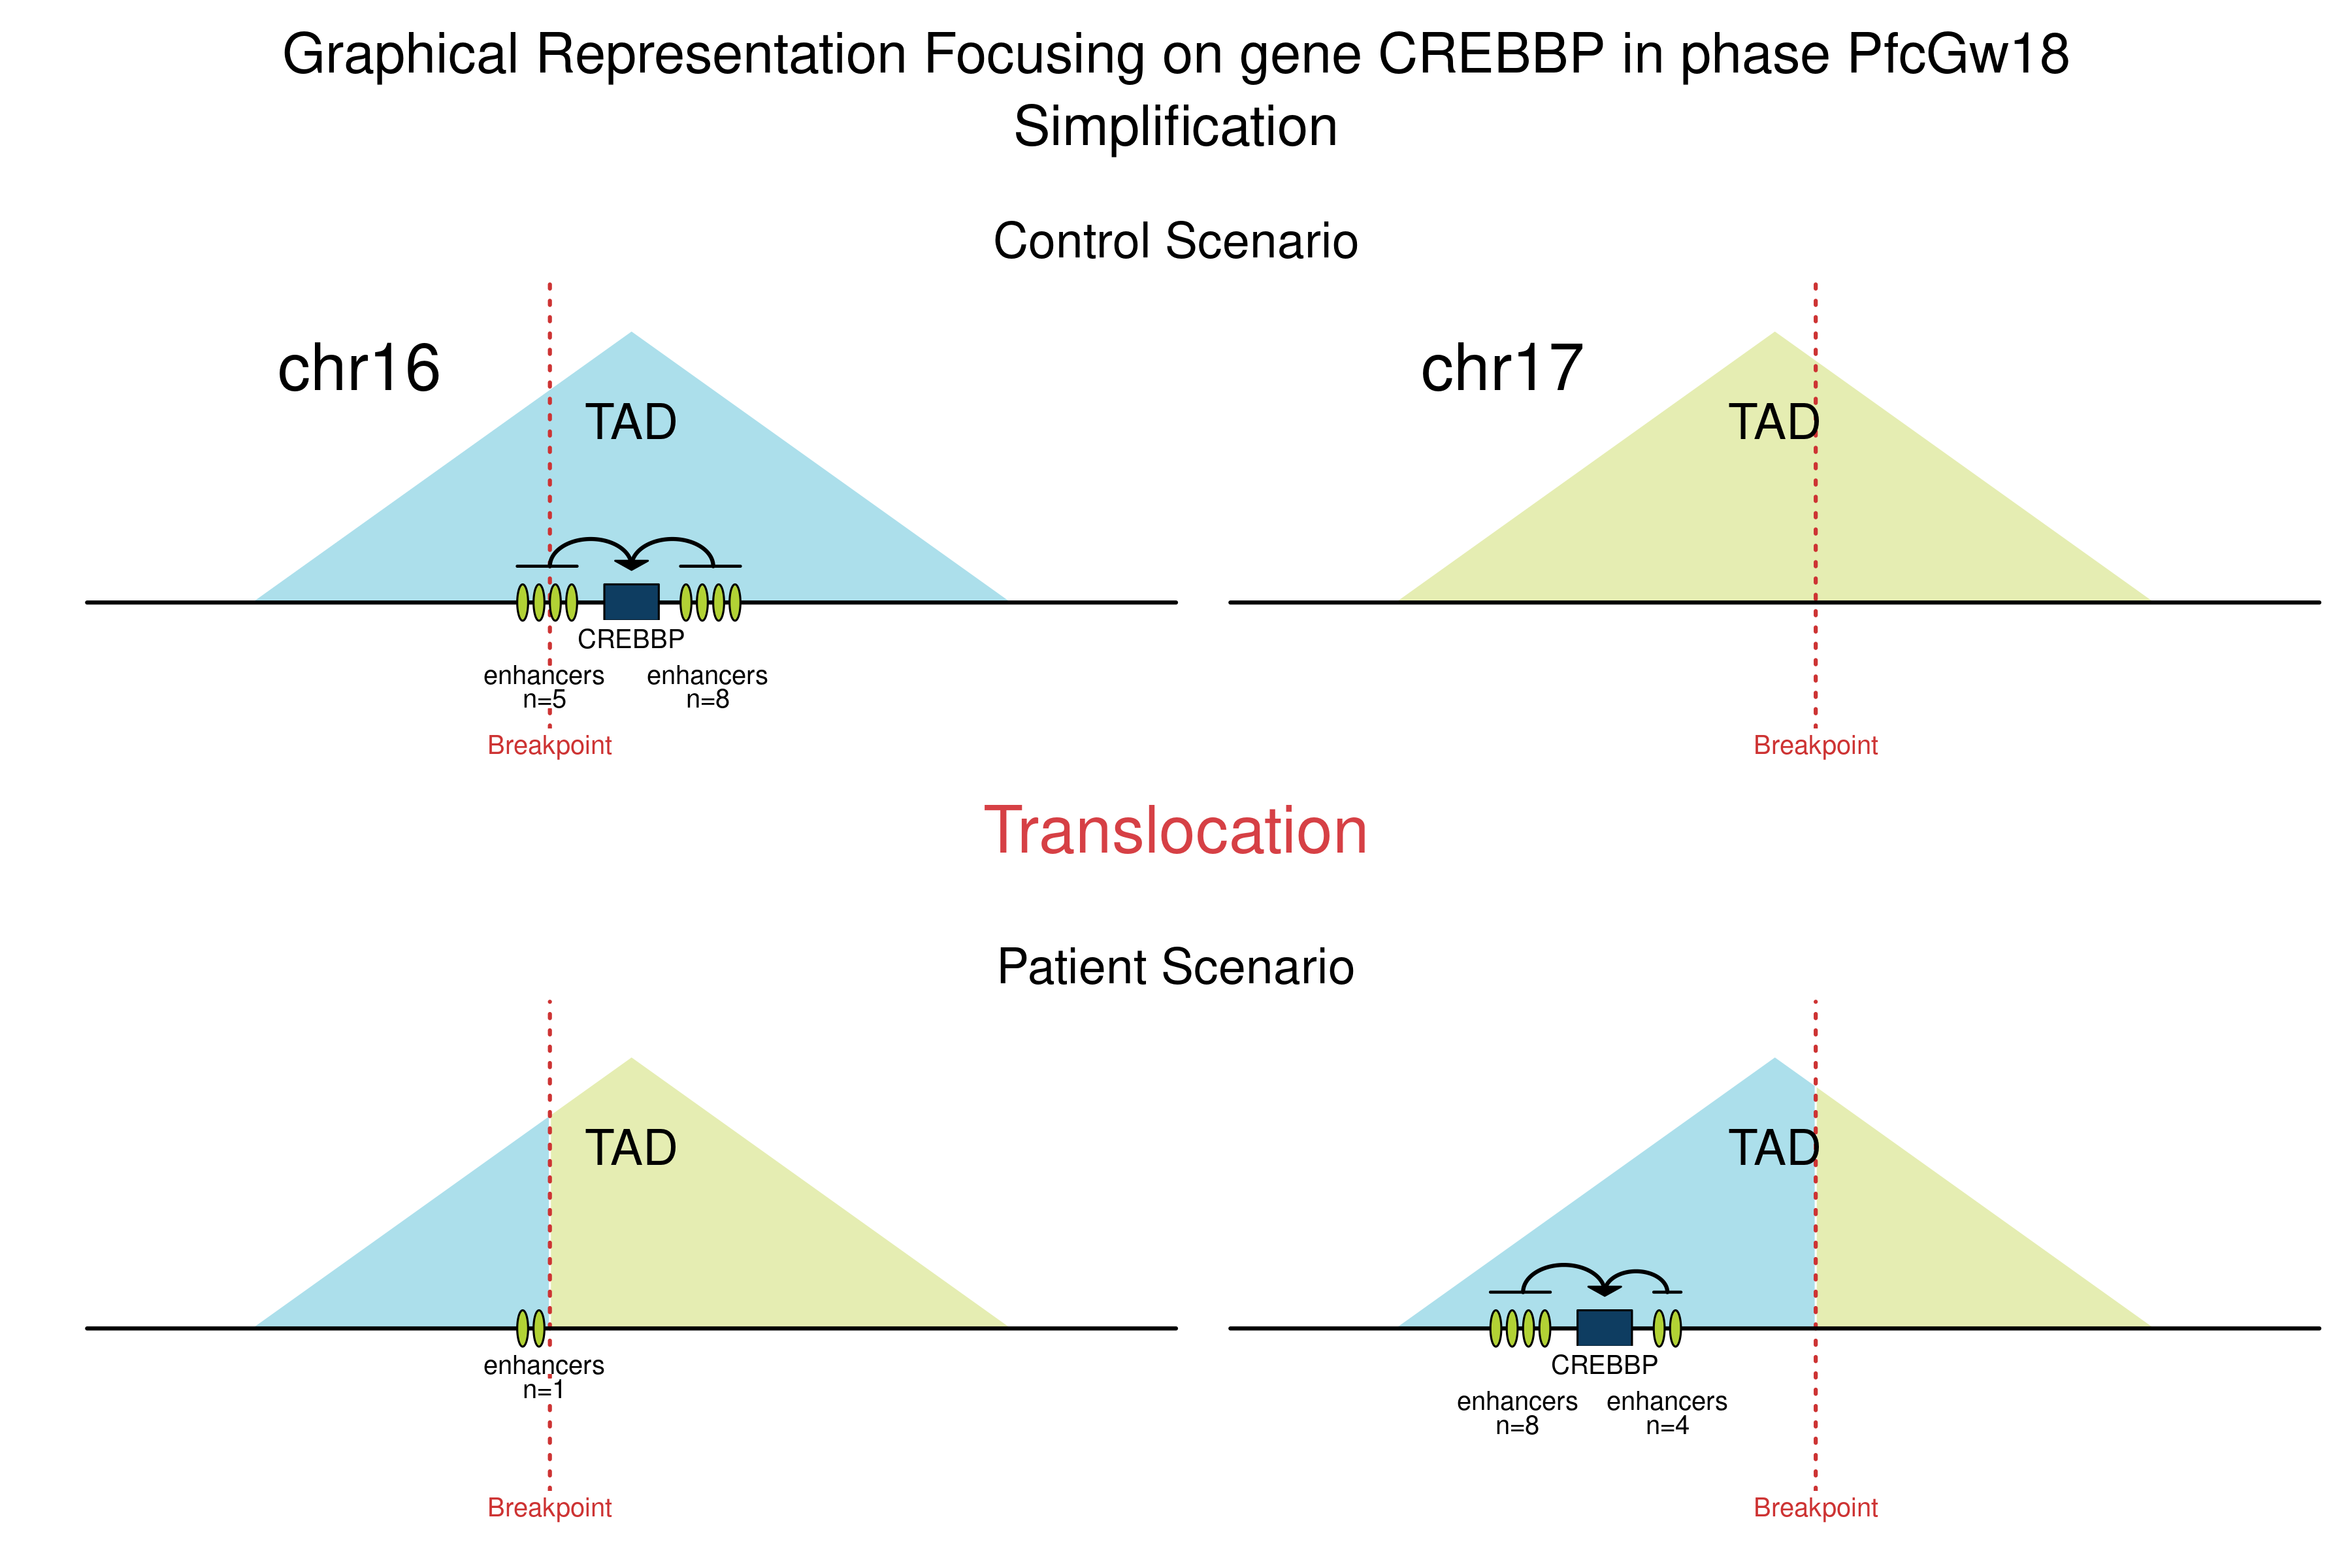 Graphical Representation Focusing on gene CREBBP in phase PfcGw18
Simplification
Control Scenario
chr16
TAD
CREBBP
enhancers
n=5
enhancers
n=8
Breakpoint
chr17
TAD
Breakpoint
Translocation
Patient Scenario
TAD
enhancers
n=1
Breakpoint
TAD
CREBBP
enhancers
n=8
enhancers
n=4
Breakpoint